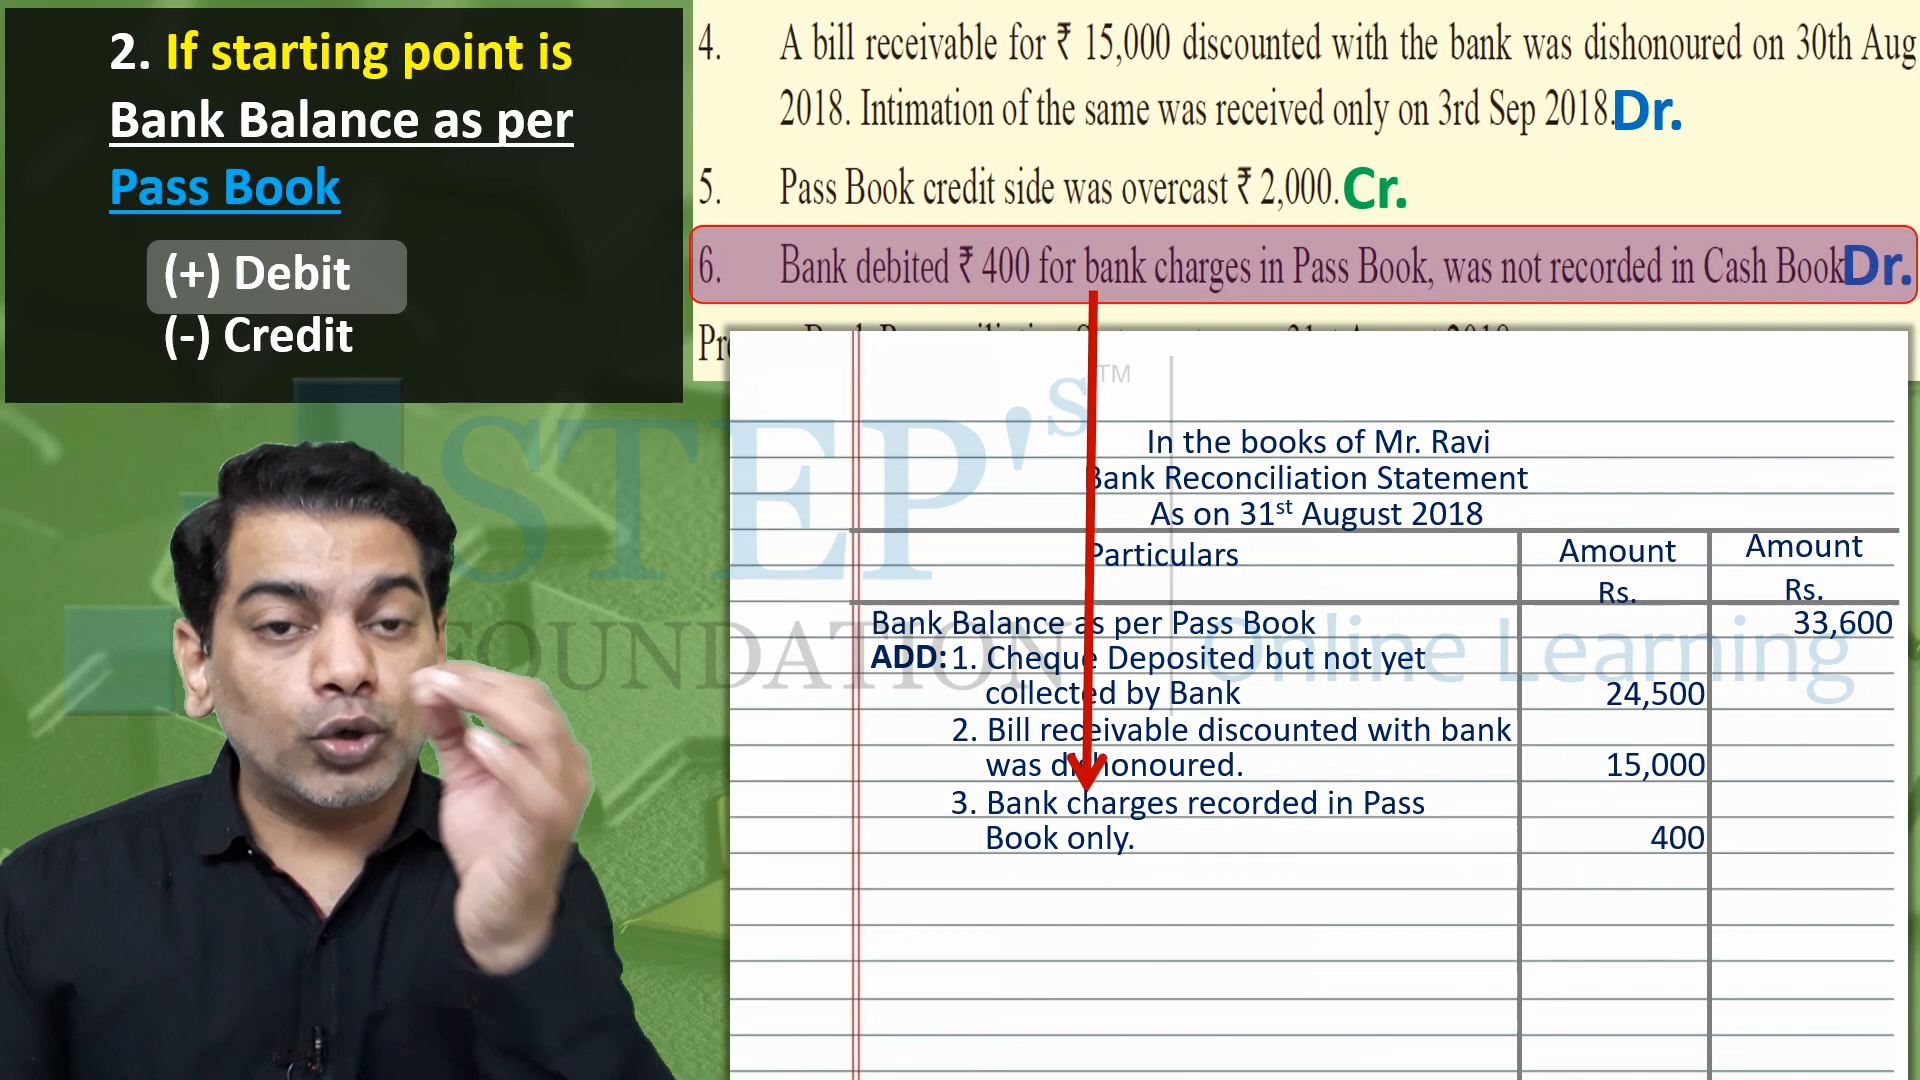 2. If starting point is
Bank Balance as per
Pass Book
(+) Debit
(-) Credit
4. A bill receivable for ₹ 15,000 discounted with the bank was dishonoured on 30th Aug
2018. Intimation of the same was received only on 3rd Sep 2018. Dr.
5. Pass Book credit side was overcast ₹ 2,000. Cr.
6. Bank debited ₹ 400 for bank charges in Pass Book, was not recorded in Cash Book Dr.
STEP's TM
FOUNDATION Online Learning
In the books of Mr. Ravi
Bank Reconciliation Statement
As on 31st August 2018
Particulars Amount Rs. Amount Rs.
Bank Balance as per Pass Book 33,600
ADD: 1. Cheque Deposited but not yet
collected by Bank 24,500
2. Bill receivable discounted with bank
was dishonoured. 15,000
3. Bank charges recorded in Pass
Book only. 400